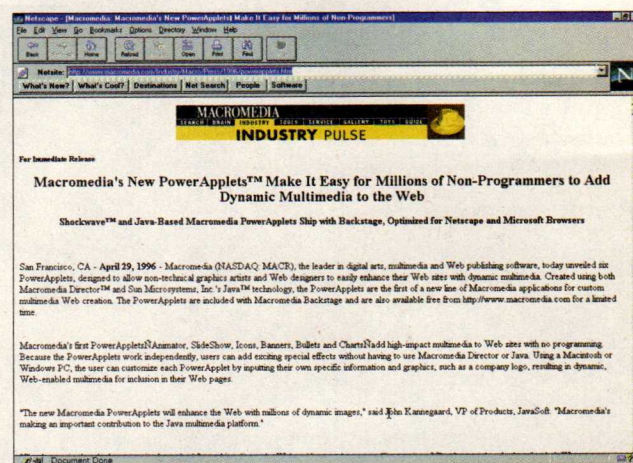 Netscape - [Macromedia: Macromedia's New PowerApplets Make It Easy for Millions of Non-Programmers]
File Edit View Go Bookmarks Options Directory Window Help
Back Home Reload Open Print Find
Netsite: http://www.macromedia.com/Industry/Macro/Press/1996/powerapplets.html
What's New? What's Cool? Destinations Net Search People Software
N
MACROMEDIA
SEARCH BRAIN INDUSTRY TOOLS SERVICE GALLERY TOYS GUIDE
INDUSTRY PULSE
For Immediate Release
Macromedia's New PowerApplets™ Make It Easy for Millions of Non-Programmers to Add
Dynamic Multimedia to the Web
Shockwave™ and Java-Based Macromedia PowerApplets Ship with Backstage, Optimized for Netscape and Microsoft Browsers
San Francisco, CA - April 29, 1996 - Macromedia (NASDAQ: MACR), the leader in digital arts, multimedia and Web publishing software, today unveiled six
PowerApplets, designed to allow non-technical graphics artists and Web designers to easily enhance their Web sites with dynamic multimedia. Created using both
Macromedia Director™ and Sun Microsystems, Inc.'s Java™ technology, the PowerApplets are the first of a new line of Macromedia applications for custom
multimedia Web creation. The PowerApplets are included with Macromedia Backstage and are also available free from http://www.macromedia.com for a limited
time.
Macromedia's first PowerAppletsÑAnimator, SlideShow, Icons, Banners, Bullets and ChartsÑadd high-impact multimedia to Web sites with no programming.
Because the PowerApplets work independently, users can add exciting special effects without having to use Macromedia Director or Java. Using a Macintosh or
Windows PC, the user can customize each PowerApplet by inputting their own specific information and graphics, such as a company logo, resulting in dynamic,
Web-enabled multimedia for inclusion in their Web pages.
"The new Macromedia PowerApplets will enhance the Web with millions of dynamic images," said John Kannegaard, VP of Products, JavaSoft. "Macromedia's
making an important contribution to the Java multimedia platform."
Document Done